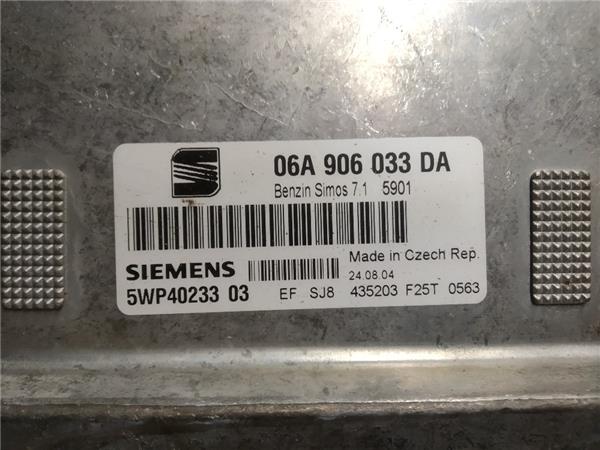 06A 906 033 DA
Benzin Simos 7.1 5901
SIEMENS
Made in Czech Rep.
24.08.04
5WP40233 03 EF SJ8 435203 F25T 0563